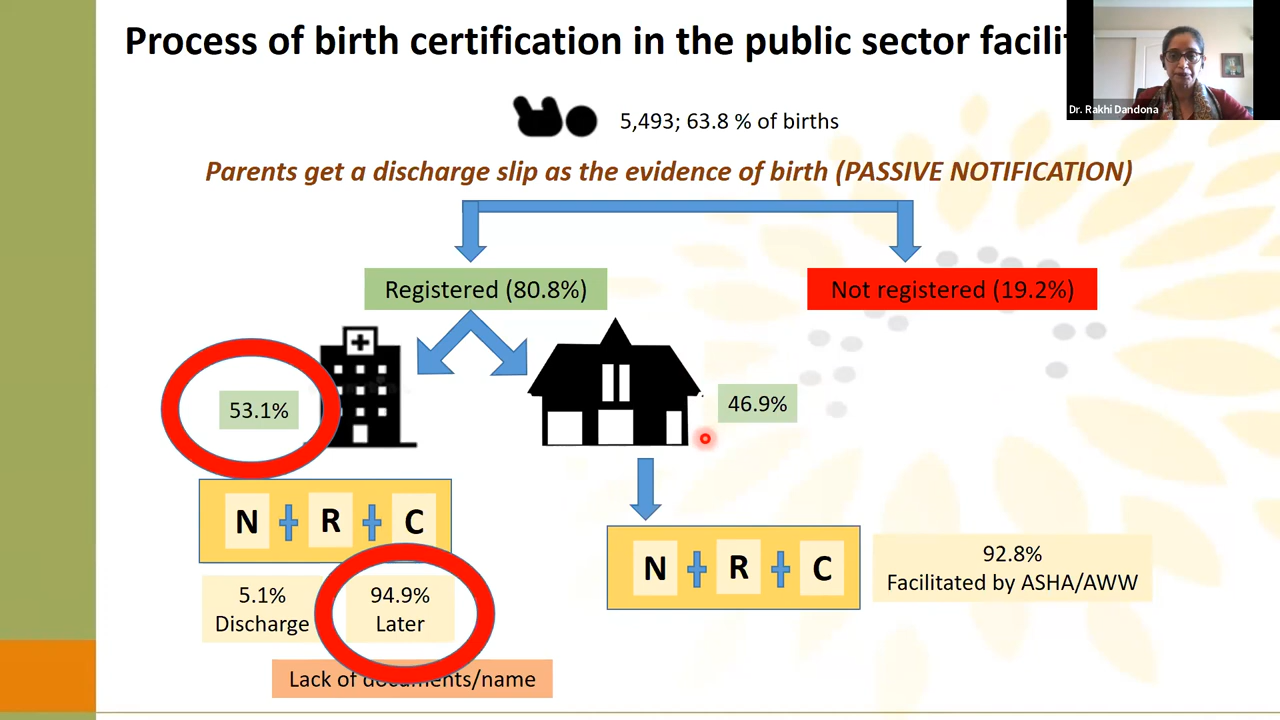 Process of birth certification in the public sector
Dr. Rakhi Dandona
5,493; 63.8 % of births
Parents get a discharge slip as the evidence of birth (PASSIVE NOTIFICATION)
Registered (80.8%)
Not registered (19.2%)
53.1%
46.9%
N + R + C
5.1%
Discharge
94.9%
Later
Lack of documents/name
N + R + C
92.8%
Facilitated by ASHA/AWW